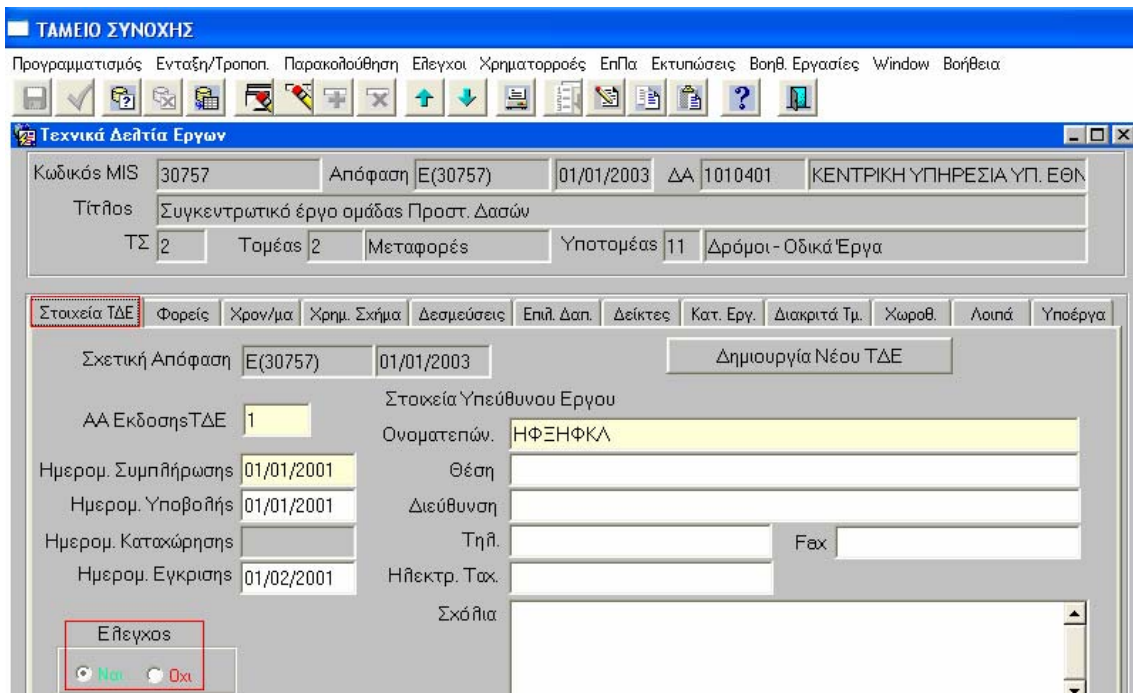 ΤΑΜΕΙΟ ΣΥΝΟΧΗΣ
Προγραμματισμός Ενταξη/Τροποπ. Παρακολούθηση Ελεγχοι Χρηματορροές ΕπΠα Εκτυπώσεις Βοηθ. Εργασίες Window Βοήθεια
Τεχνικά Δελτία Εργων
Κωδικός MIS 30757 Απόφαση Ε(30757) 01/01/2003 ΔΑ 1010401 ΚΕΝΤΡΙΚΗ ΥΠΗΡΕΣΙΑ ΥΠ. ΕΘΝ
Τίτλος Συγκεντρωτικό έργο ομάδας Προστ. Δασών
ΤΣ 2 Τομέας 2 Μεταφορές Υποτομέας 11 Δρόμοι - Οδικά Έργα
Στοιχεία ΤΔΕ Φορείς Χρον/μα Χρημ. Σχήμα Δεσμεύσεις Επιλ. Δαπ. Δείκτες Κατ. Εργ. Διακριτά Τμ. Χωροθ. Λοιπά Υποέργα
Σχετική Απόφαση Ε(30757) 01/01/2003 Δημιουργία Νέου ΤΔΕ
Στοιχεία Υπεύθυνου Εργου
ΑΑ ΕκδοσηςΤΔΕ 1
Ονοματεπών. ΗΦΞΗΦΚΛ
Ημερομ. Συμπλήρωσης 01/01/2001 Θέση
Ημερομ. Υποβολής 01/01/2001 Διεύθυνση
Ημερομ. Καταχώρησης Τηλ. Fax
Ημερομ. Εγκρισης 01/02/2001 Ηλεκτρ. Ταχ.
Σχόλια
Ελεγχος
Ναι Οχι